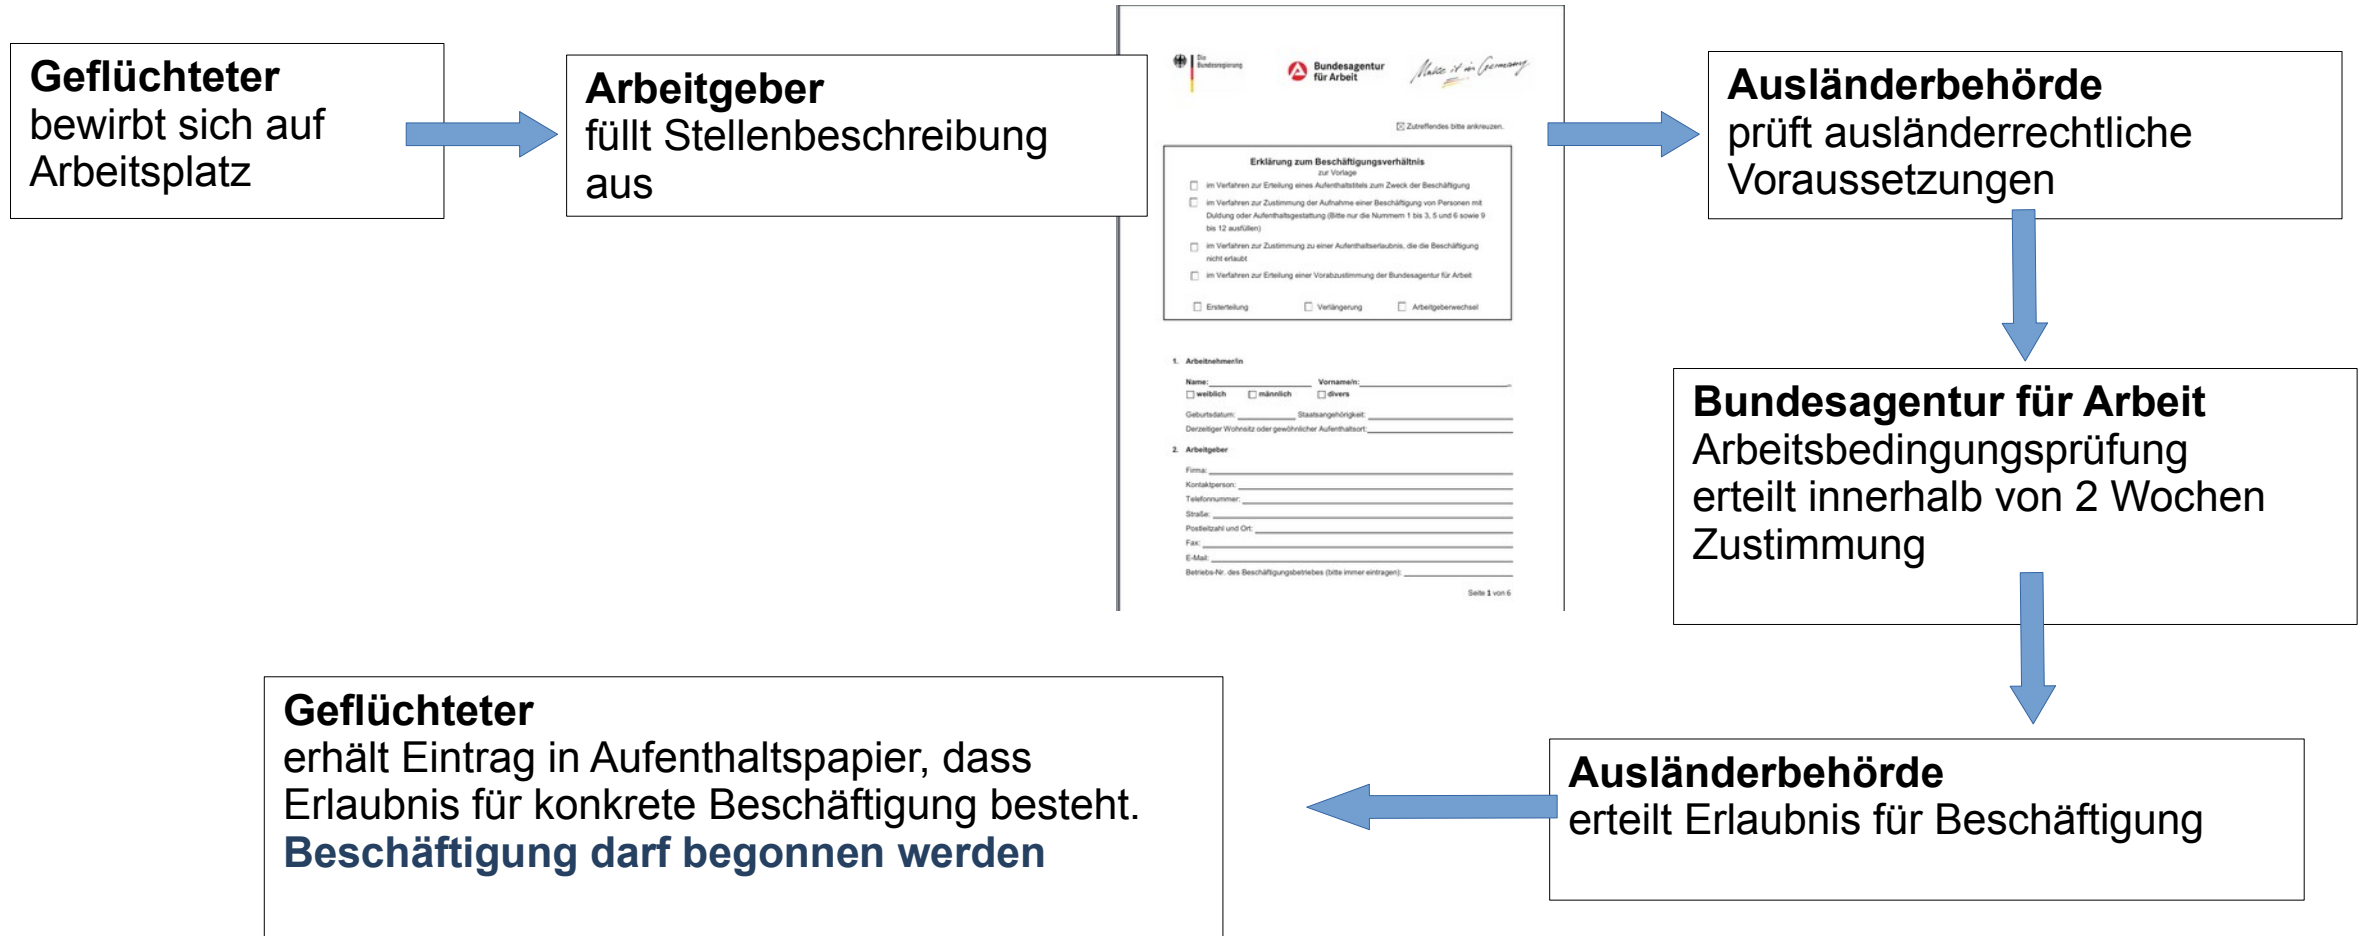 Geflüchteter
bewirbt sich auf
Arbeitsplatz
Arbeitgeber
füllt Stellenbeschreibung
aus
Die
Bundesregierung
Bundesagentur
für Arbeit
Make it in Germany
Zutreffendes bitte ankreuzen.
Erklärung zum Beschäftigungsverhältnis
zur Vorlage
im Verfahren zur Erteilung eines Aufenthaltstitels zum Zweck der Beschäftigung
im Verfahren zur Zustimmung der Aufnahme einer Beschäftigung von Personen mit
Duldung oder Aufenthaltsgestattung (Bitte nur die Nummern 1 bis 3, 5 und 6 sowie 9
bis 12 ausfüllen)
im Verfahren zur Zustimmung zu einer Aufenthaltserlaubnis, die die Beschäftigung
nicht erlaubt
im Verfahren zur Erteilung einer Vorabzustimmung der Bundesagentur für Arbeit
Ersterteilung Verlängerung Arbeitgeberwechsel
1. Arbeitnehmer/in
Name: Vorname/n:
weiblich männlich divers
Geburtsdatum: Staatsangehörigkeit:
Derzeitiger Wohnsitz oder gewöhnlicher Aufenthaltsort:
2. Arbeitgeber
Firma:
Kontaktperson:
Telefonnummer:
Straße:
Postleitzahl und Ort:
Fax:
E-Mail:
Betriebs-Nr. des Beschäftigungsbetriebes (bitte immer eintragen):
Seite 1 von 6
Ausländerbehörde
prüft ausländerrechtliche
Voraussetzungen
Bundesagentur für Arbeit
Arbeitsbedingungsprüfung
erteilt innerhalb von 2 Wochen
Zustimmung
Ausländerbehörde
erteilt Erlaubnis für Beschäftigung
Geflüchteter
erhält Eintrag in Aufenthaltspapier, dass
Erlaubnis für konkrete Beschäftigung besteht.
Beschäftigung darf begonnen werden